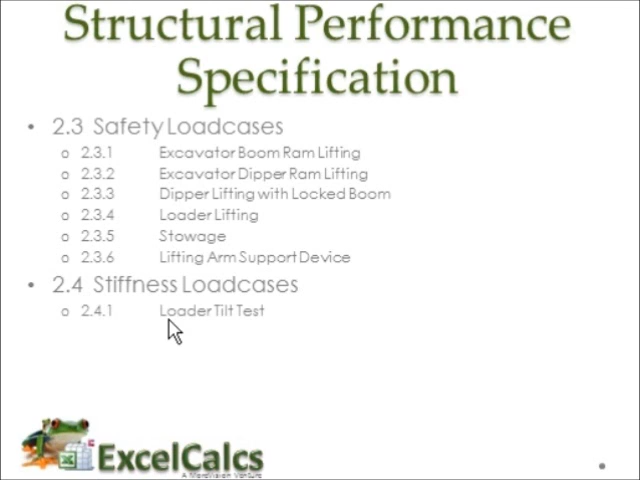 Structural Performance
Specification
• 2.3 Safety Loadcases
o 2.3.1 Excavator Boom Ram Lifting
o 2.3.2 Excavator Dipper Ram Lifting
o 2.3.3 Dipper Lifting with Locked Boom
o 2.3.4 Loader Lifting
o 2.3.5 Stowage
o 2.3.6 Lifting Arm Support Device
• 2.4 Stiffness Loadcases
o 2.4.1 Loader Tilt Test
ExcelCalcs
A MoreVision Venture